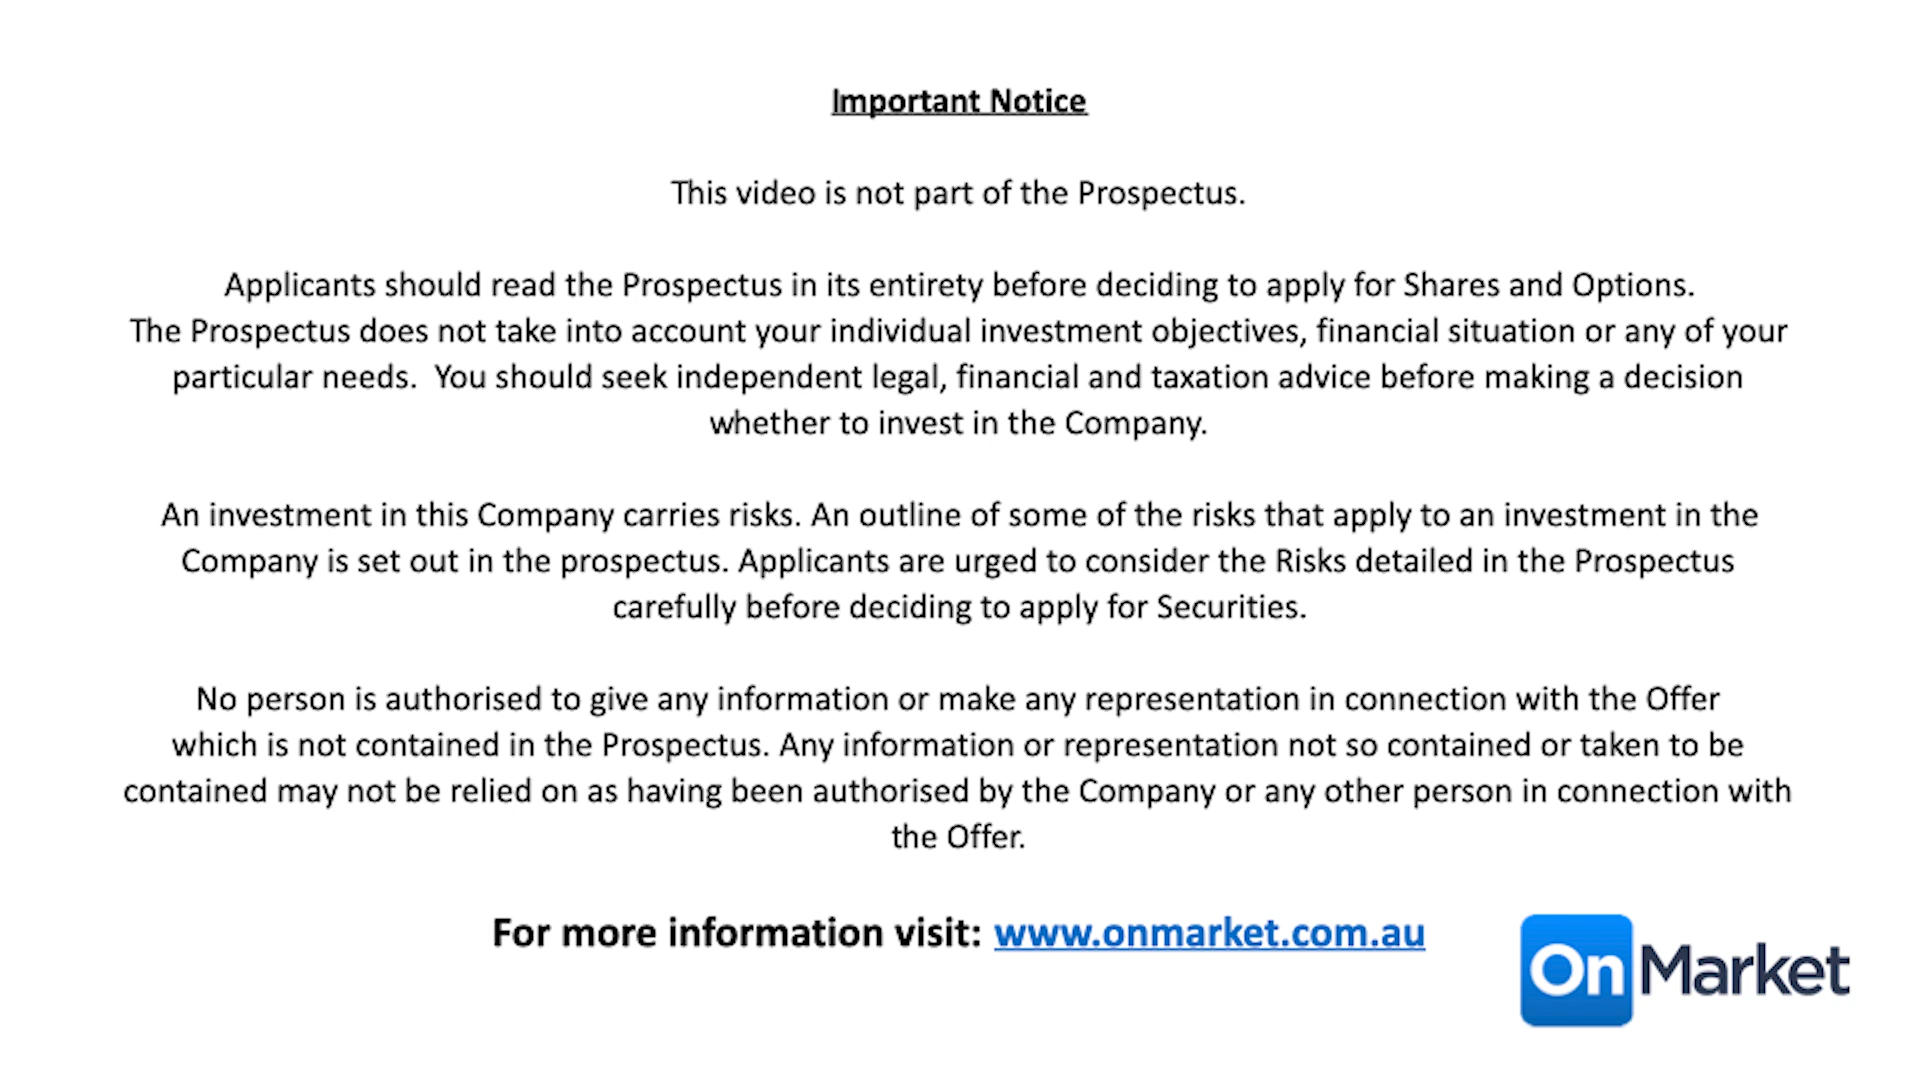 Important Notice
This video is not part of the Prospectus.
Applicants should read the Prospectus in its entirety before deciding to apply for Shares and Options.
The Prospectus does not take into account your individual investment objectives, financial situation or any of your
particular needs.  You should seek independent legal, financial and taxation advice before making a decision
whether to invest in the Company.
An investment in this Company carries risks. An outline of some of the risks that apply to an investment in the
Company is set out in the prospectus. Applicants are urged to consider the Risks detailed in the Prospectus
carefully before deciding to apply for Securities.
No person is authorised to give any information or make any representation in connection with the Offer
which is not contained in the Prospectus. Any information or representation not so contained or taken to be
contained may not be relied on as having been authorised by the Company or any other person in connection with
the Offer.
For more information visit: www.onmarket.com.au
OnMarket